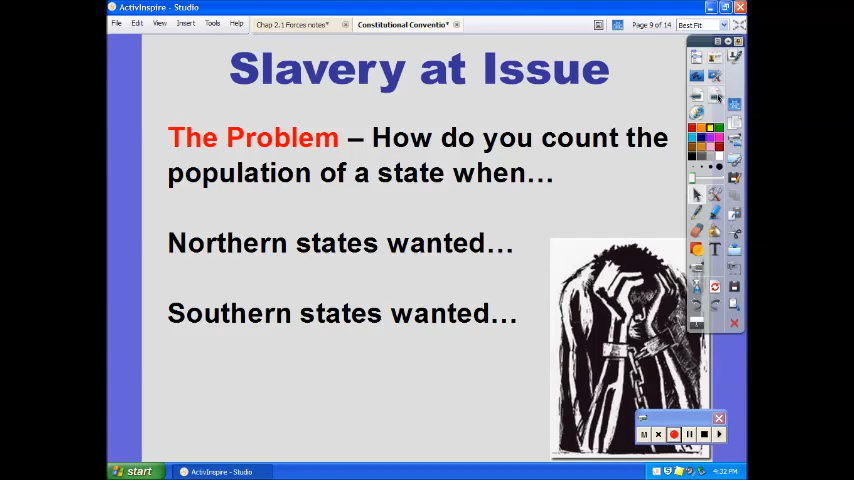 ActivInspire - Studio
File Edit View Insert Tools Help
Chap 2.1 Forces notes*
Constitutional Conventio*
Page 9 of 14
Best Fit
Slavery at Issue
The Problem – How do you count the
population of a state when…
Northern states wanted…
Southern states wanted…
T
M
start
ActivInspire - Studio
4:32 PM